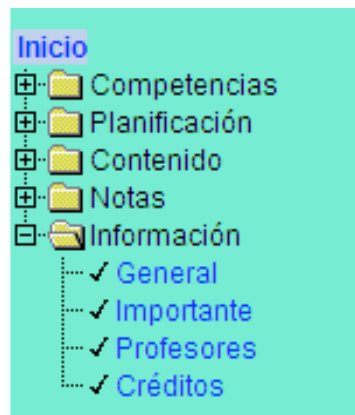 Inicio
Competencias
Planificación
Contenido
Notas
Información
General
Importante
Profesores
Créditos